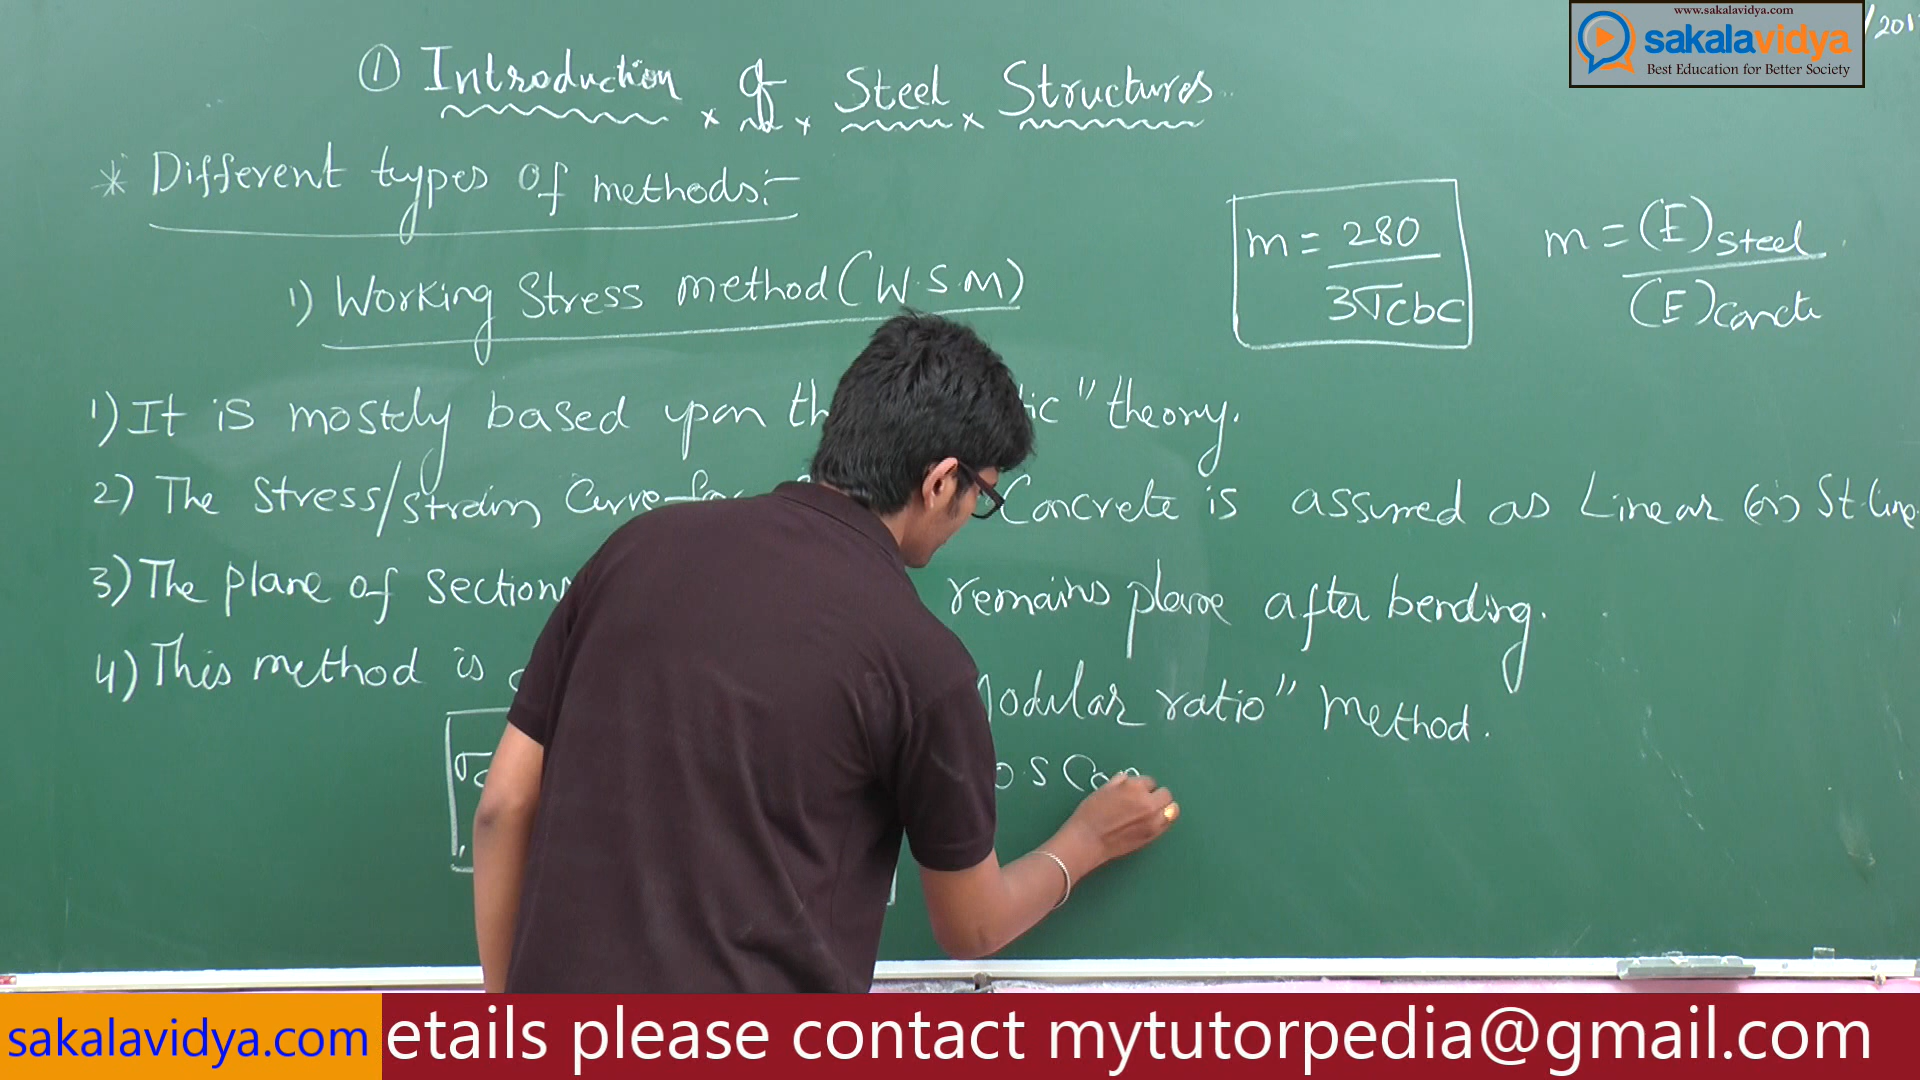 www.sakalavidya.com
sakalavidya
Best Education for Better Society
/201
① Introduction of Steel Structures
* Different types of methods:-
1) Working Stress method (W.S.M)
m = 280
3σcbc
m = (E)steel
(E)concte
1) It is mostly based upon th tic" theory.
2) The Stress/strain Curve for Concrete is assumed as Linear (or) St.line
3) The plane of section remains plane after bending.
4) This method is Modular ratio" Method.
O.S
sakalavidya.com
etails please contact mytutorpedia@gmail.com